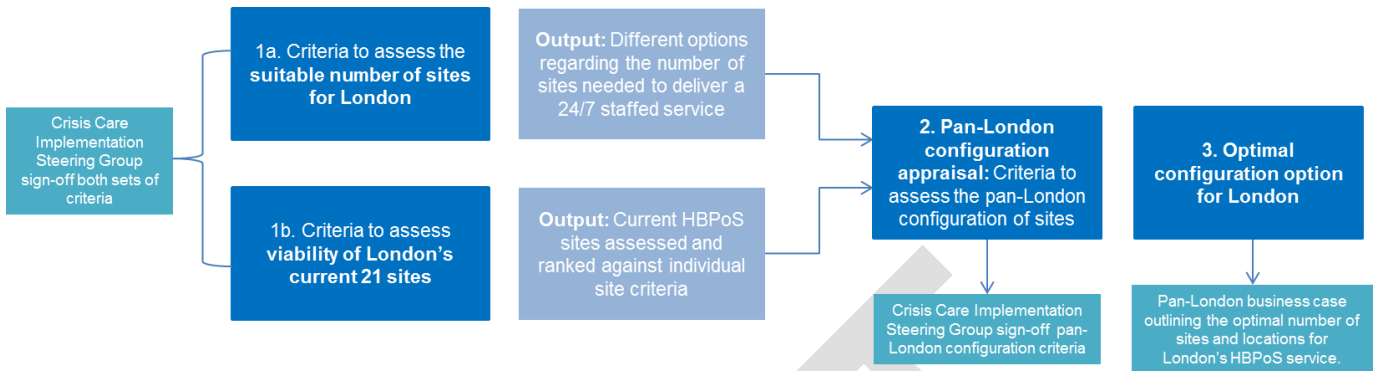 Crisis Care
Implementation
Steering Group
sign-off both sets of
criteria
1a. Criteria to assess the
suitable number of sites
for London
Output: Different options
regarding the number of
sites needed to deliver a
24/7 staffed service
1b. Criteria to assess
viability of London's
current 21 sites
Output: Current HBPoS
sites assessed and
ranked against individual
site criteria
2. Pan-London
configuration
appraisal: Criteria to
assess the pan-London
configuration of sites
Crisis Care Implementation
Steering Group sign-off pan-
London configuration criteria
3. Optimal
configuration option
for London
Pan-London business case
outlining the optimal number of
sites and locations for
London's HBPoS service.